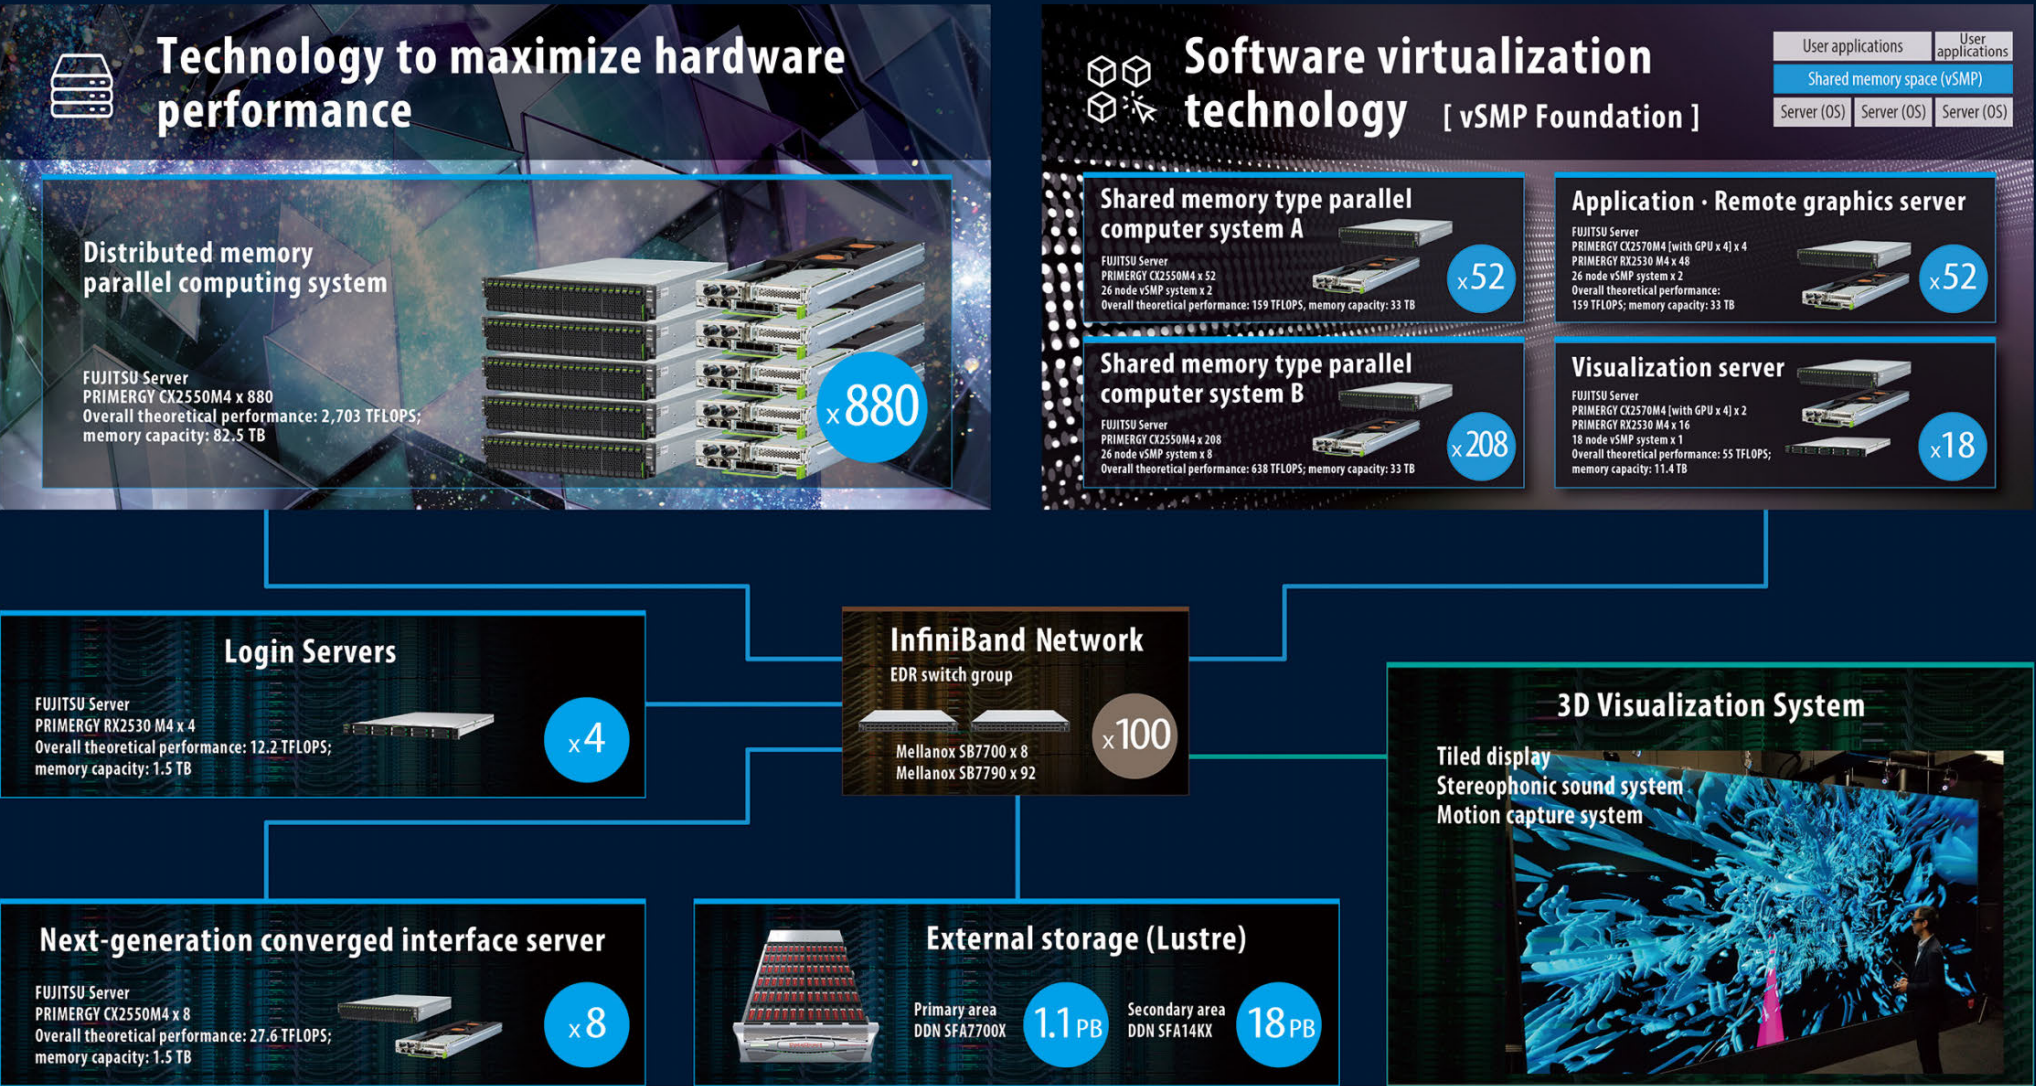 Technology to maximize hardware
performance
Distributed memory
parallel computing system
FUJITSU Server
PRIMERGY CX2550M4 x 880
Overall theoretical performance: 2,703 TFLOPS;
memory capacity: 82.5 TB
x880
Software virtualization
technology [ vSMP Foundation ]
User applications
User
applications
Shared memory space (vSMP)
Server (OS) Server (OS) Server (OS)
Shared memory type parallel
computer system A
FUJITSU Server
PRIMERGY CX2550M4 x 52
26 node vSMP system x 2
Overall theoretical performance: 159 TFLOPS, memory capacity: 33 TB
x52
Application · Remote graphics server
FUJITSU Server
PRIMERGY CX2570M4 [with GPU x 4] x 4
PRIMERGY RX2530 M4 x 48
26 node vSMP system x 2
Overall theoretical performance:
159 TFLOPS; memory capacity: 33 TB
x52
Shared memory type parallel
computer system B
FUJITSU Server
PRIMERGY CX2550M4 x 208
26 node vSMP system x 8
Overall theoretical performance: 638 TFLOPS; memory capacity: 33 TB
x208
Visualization server
FUJITSU Server
PRIMERGY CX2570M4 [with GPU x 4] x 2
PRIMERGY RX2530 M4 x 16
18 node vSMP system x 1
Overall theoretical performance: 55 TFLOPS;
memory capacity: 11.4 TB
x18
Login Servers
FUJITSU Server
PRIMERGY RX2530 M4 x 4
Overall theoretical performance: 12.2 TFLOPS;
memory capacity: 1.5 TB
x4
InfiniBand Network
EDR switch group
Mellanox SB7700 x 8
Mellanox SB7790 x 92
x100
3D Visualization System
Tiled display
Stereophonic sound system
Motion capture system
Next-generation converged interface server
FUJITSU Server
PRIMERGY CX2550M4 x 8
Overall theoretical performance: 27.6 TFLOPS;
memory capacity: 1.5 TB
x8
External storage (Lustre)
Primary area
DDN SFA7700X
1.1 PB
Secondary area
DDN SFA14KX
18 PB